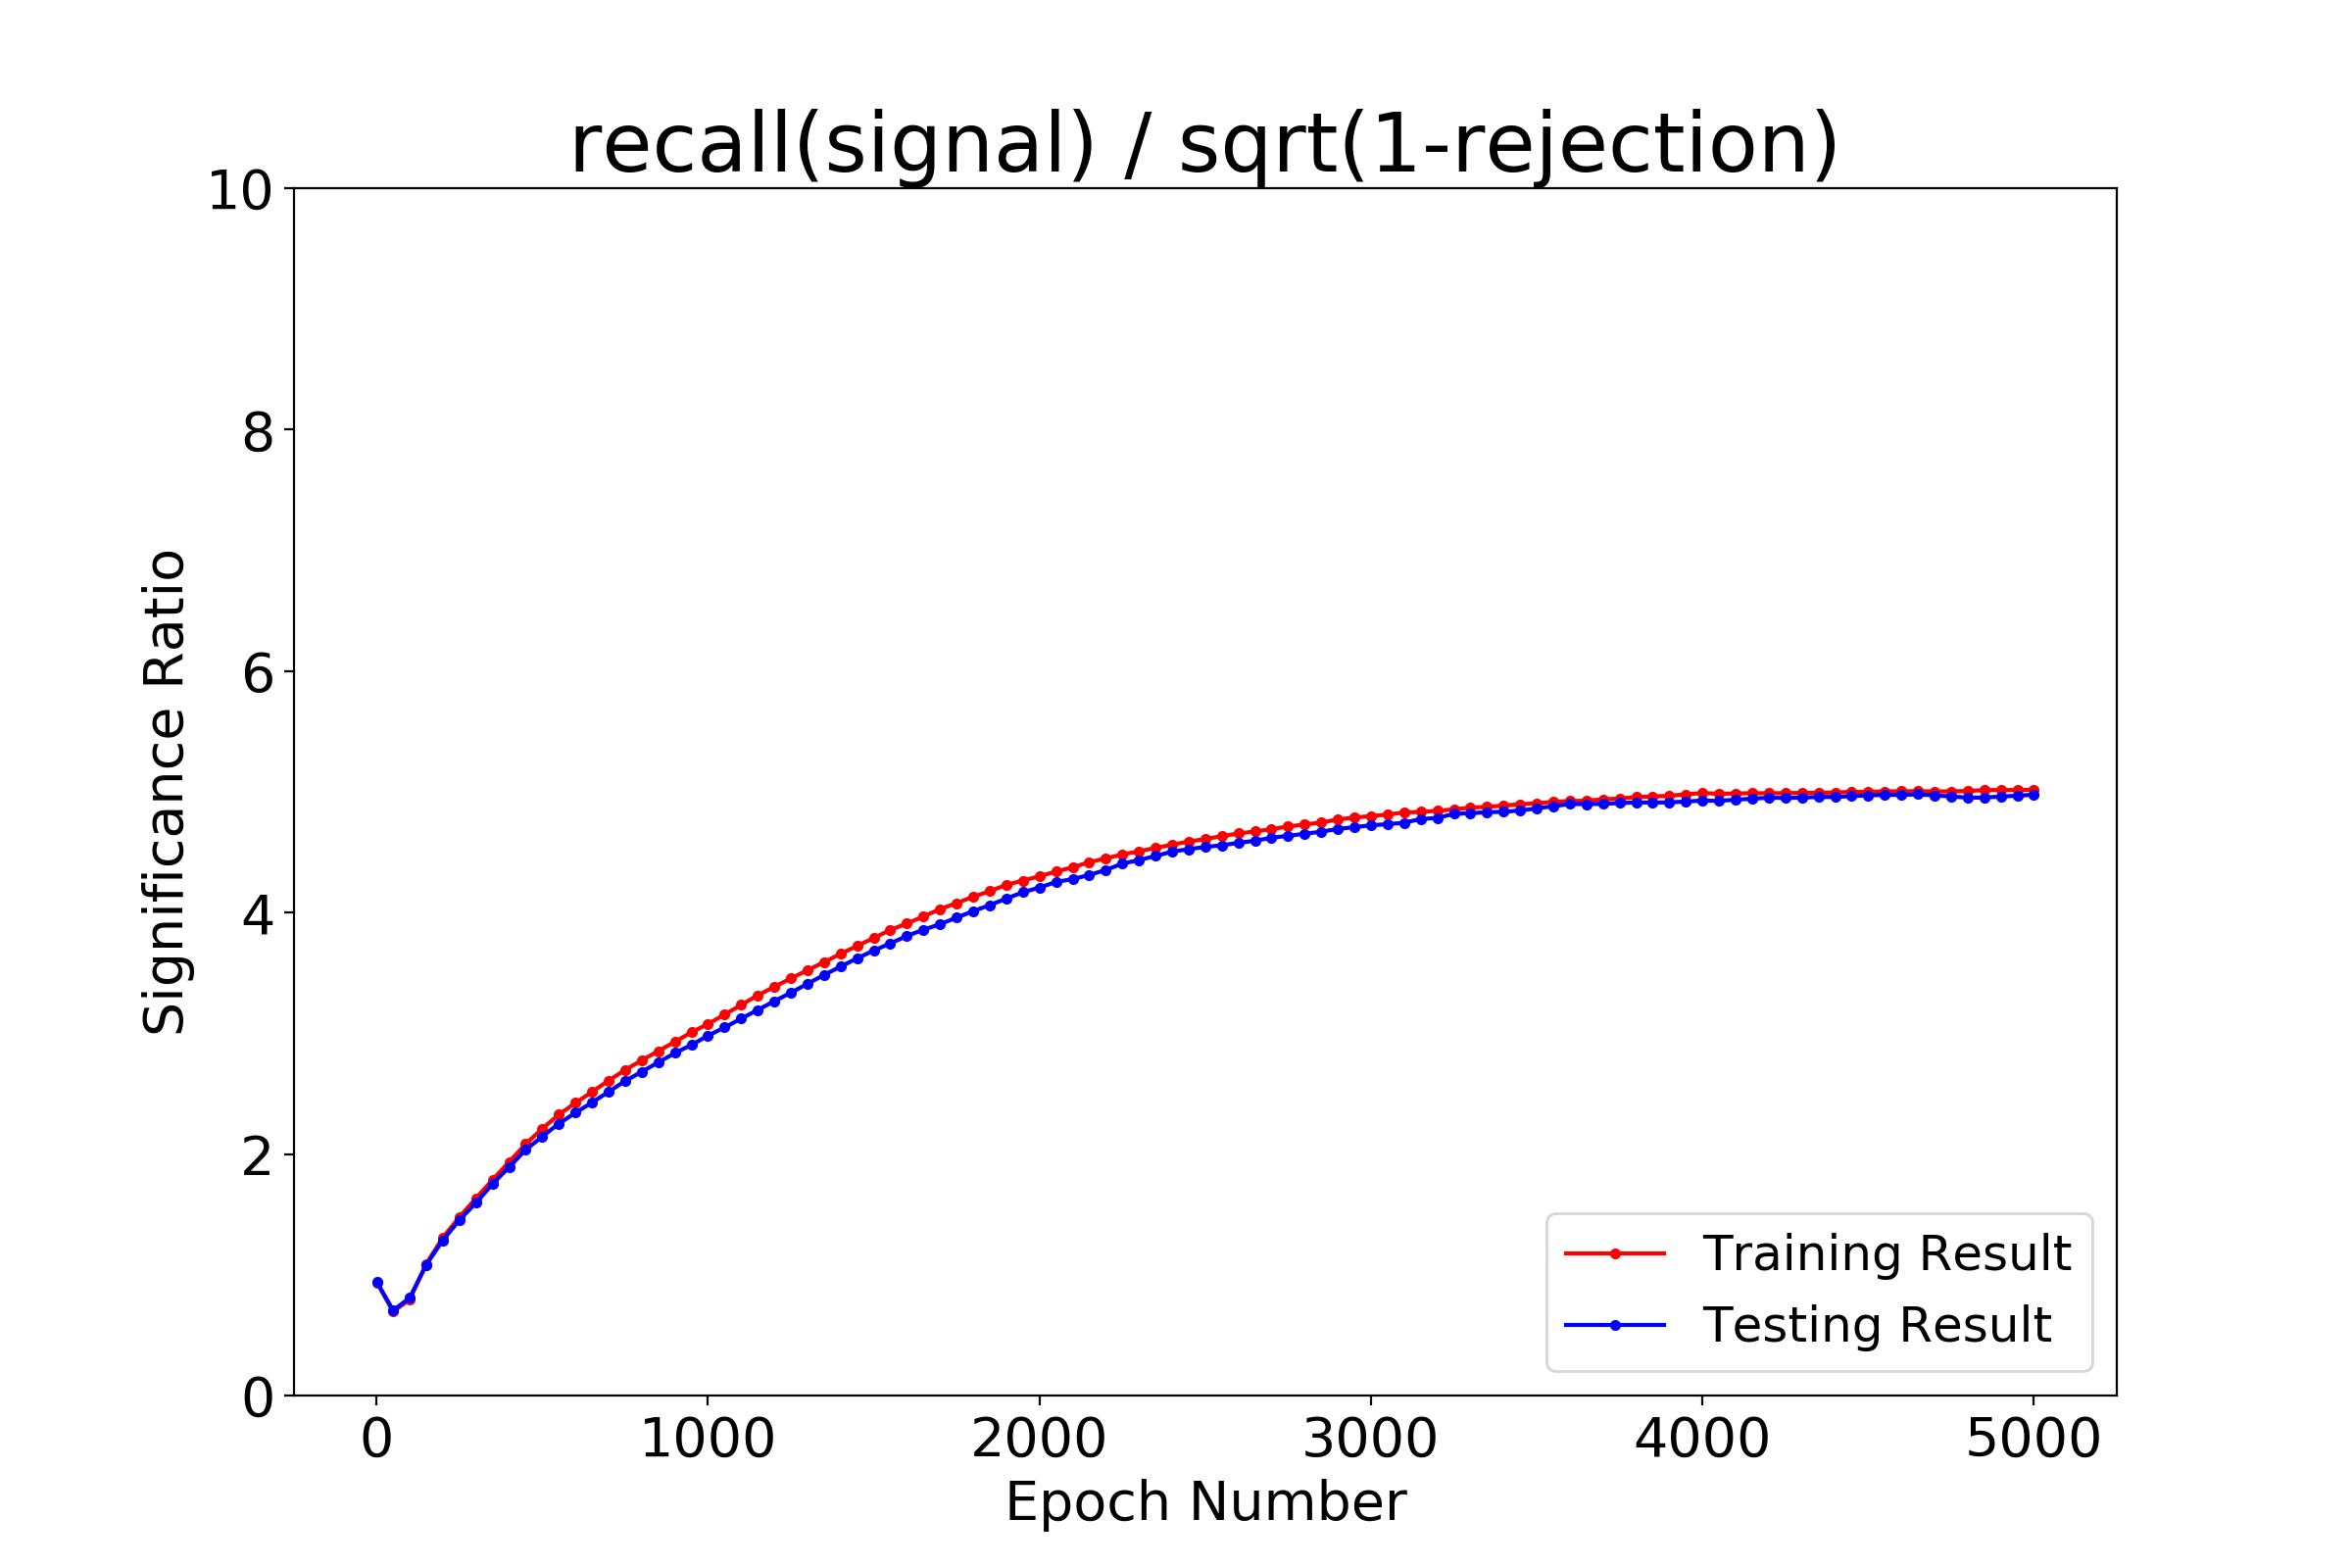 recall(signal) / sqrt(1-rejection)
10
8
6
4
2
0
Significance Ratio
0 1000 2000 3000 4000 5000
Epoch Number
Training Result
Testing Result